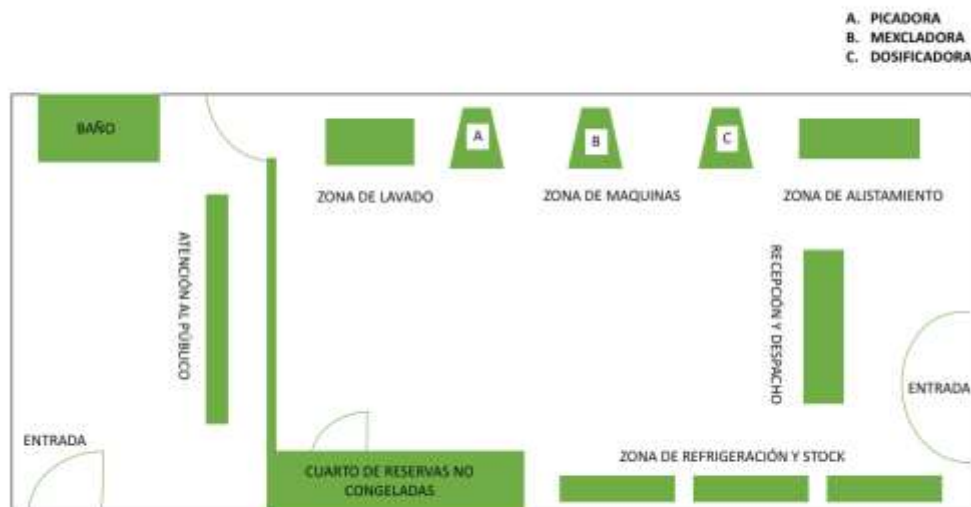 A. PICADORA
B. MEXCLADORA
C. DOSIFICADORA
BAÑO
A
B
C
ZONA DE LAVADO
ZONA DE MAQUINAS
ZONA DE ALISTAMIENTO
ATENCIÓN AL PÚBLICO
RECEPCIÓN Y DESPACHO
ENTRADA
ENTRADA
CUARTO DE RESERVAS NO
CONGELADAS
ZONA DE REFRIGERACIÓN Y STOCK